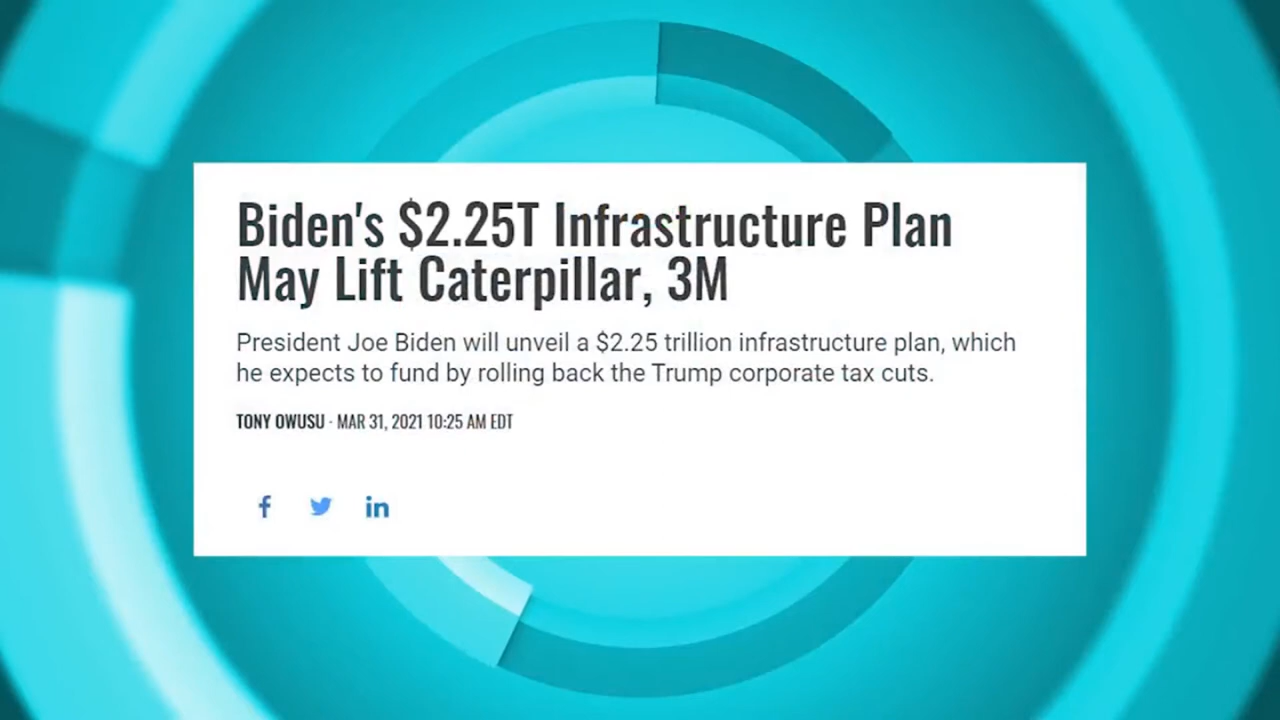 Biden's $2.25T Infrastructure Plan
May Lift Caterpillar, 3M
President Joe Biden will unveil a $2.25 trillion infrastructure plan, which
he expects to fund by rolling back the Trump corporate tax cuts.
TONY OWUSU · MAR 31, 2021 10:25 AM EDT